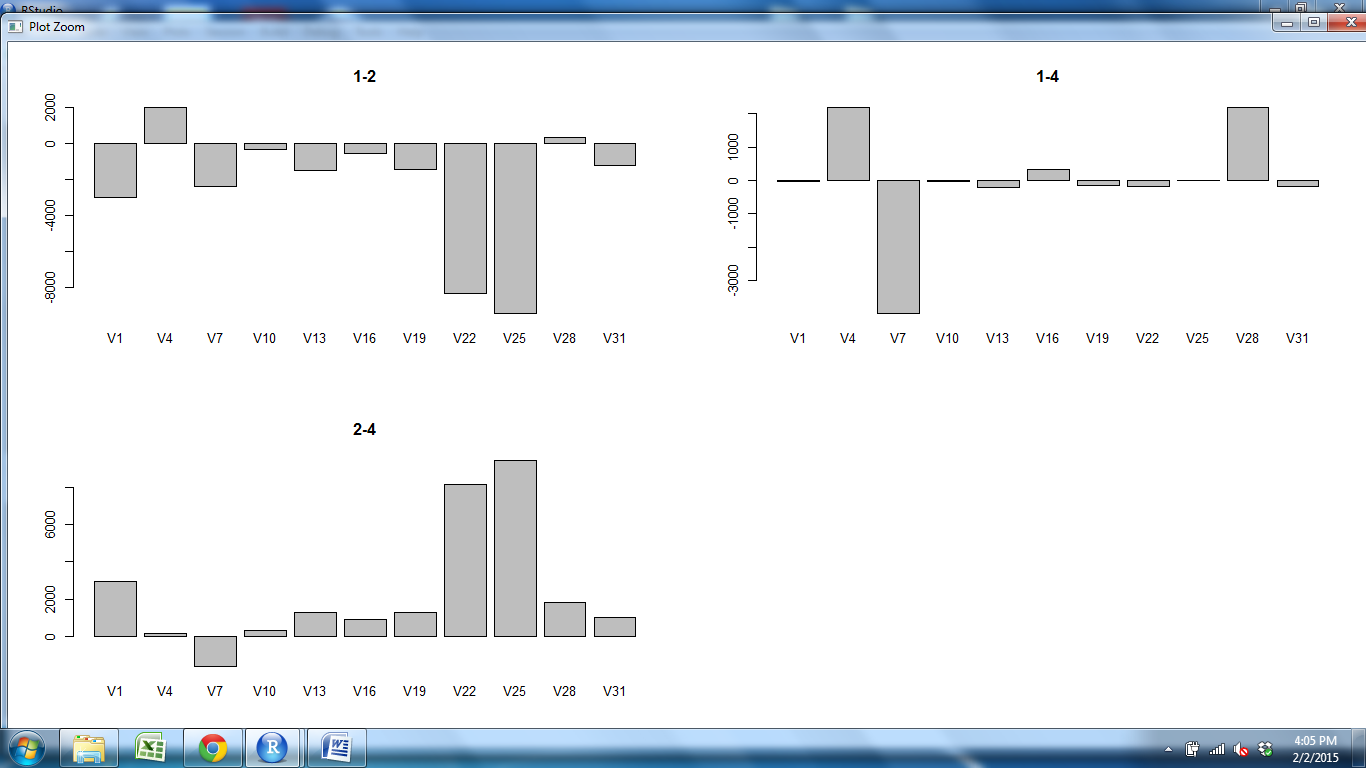 RStudio
Plot Zoom
1-2
2000
0
-4000
-8000
V1 V4 V7 V10 V13 V16 V19 V22 V25 V28 V31
1-4
1000
0
-1000
-3000
V1 V4 V7 V10 V13 V16 V19 V22 V25 V28 V31
2-4
6000
2000
0
V1 V4 V7 V10 V13 V16 V19 V22 V25 V28 V31
R
W
4:05 PM
2/2/2015